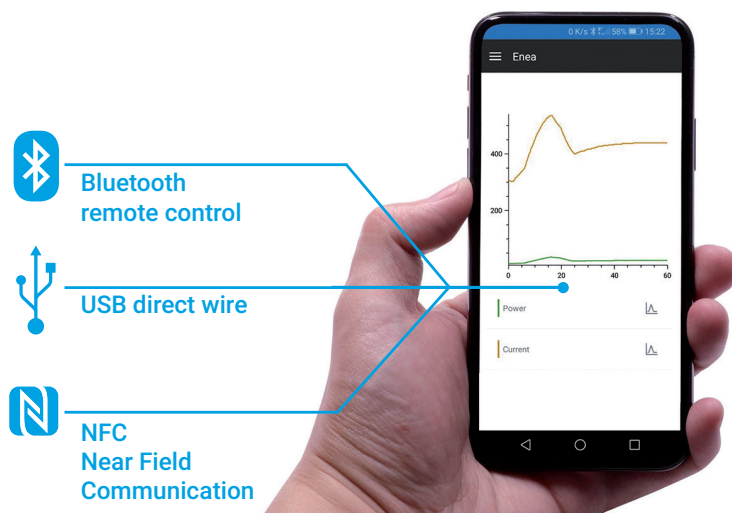 0 K/s 58% 15:22
Enea
400
200
0 20 40 60
Power
Current
Bluetooth
remote control
USB direct wire
NFC
Near Field
Communication